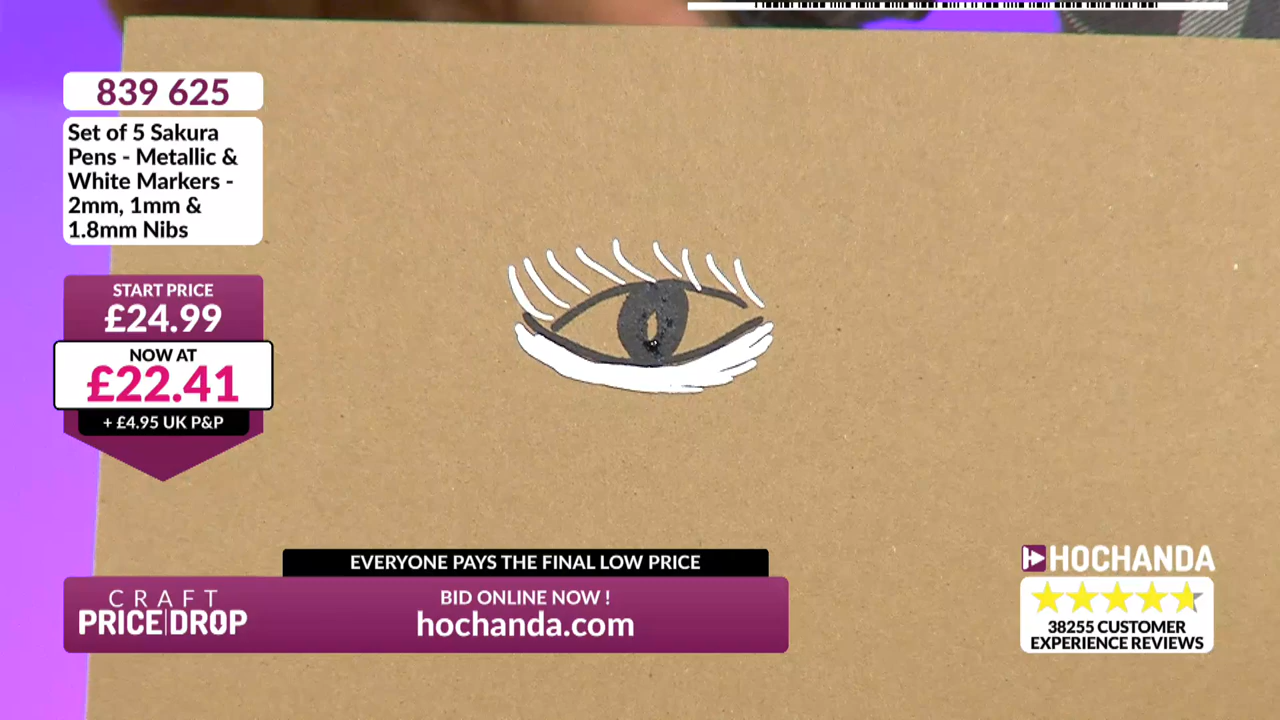 839 625
Set of 5 Sakura
Pens - Metallic &
White Markers -
2mm, 1mm &
1.8mm Nibs
START PRICE
£24.99
NOW AT
£22.41
+ £4.95 UK P&P
EVERYONE PAYS THE FINAL LOW PRICE
CRAFT
PRICE|DROP
BID ONLINE NOW !
hochanda.com
HOCHANDA
38255 CUSTOMER
EXPERIENCE REVIEWS